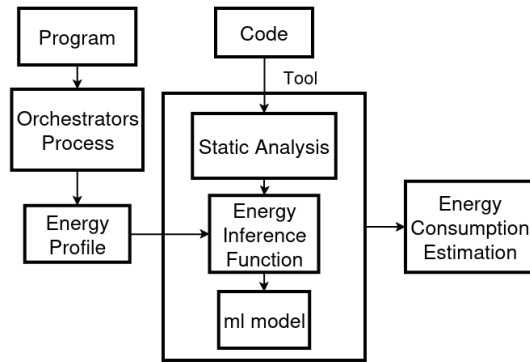 Program
Code
Tool
Orchestrators
Process
Static Analysis
Energy
Profile
Energy
Inference
Function
Energy
Consumption
Estimation
ml model